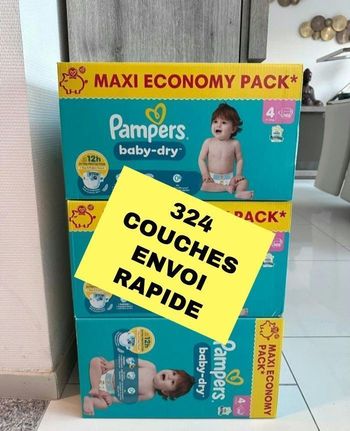 MAXI ECONOMY PACK*
Pampers
baby-dry
12h
4
PACK*
324
COUCHES
ENVOI
RAPIDE
12h
Pampers
baby-dry
4
MAXI ECONOMY
PACK*